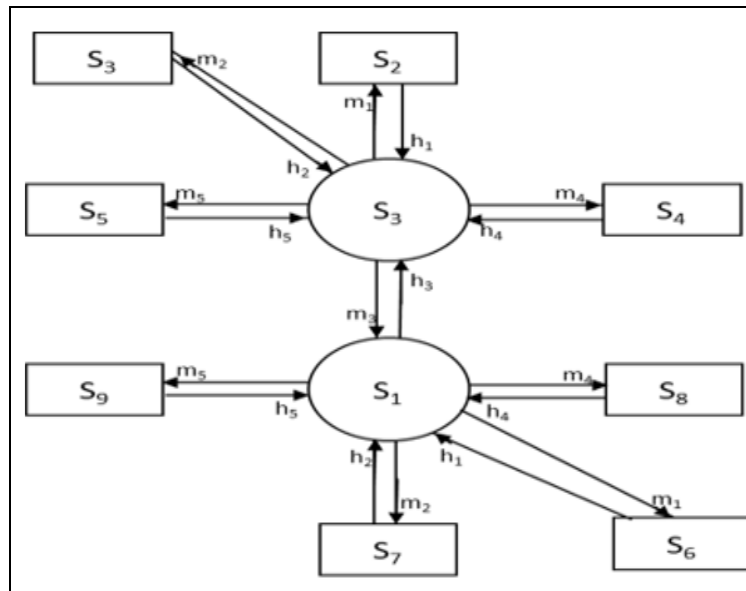 S₃
m₂
S₂
m₁
h₁
h₂
S₅
m₅
h₅
S₃
m₄
h₄
S₄
m₃
h₃
S₉
m₅
h₅
S₁
m₄
h₄
S₈
h₁
m₁
h₂
m₂
S₇
S₆